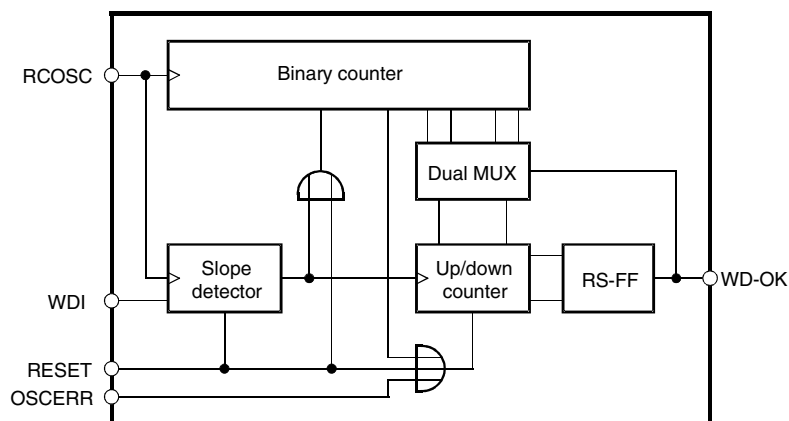 RCOSC
Binary counter
Dual MUX
Slope
detector
Up/down
counter
RS-FF
WD-OK
WDI
RESET
OSCERR